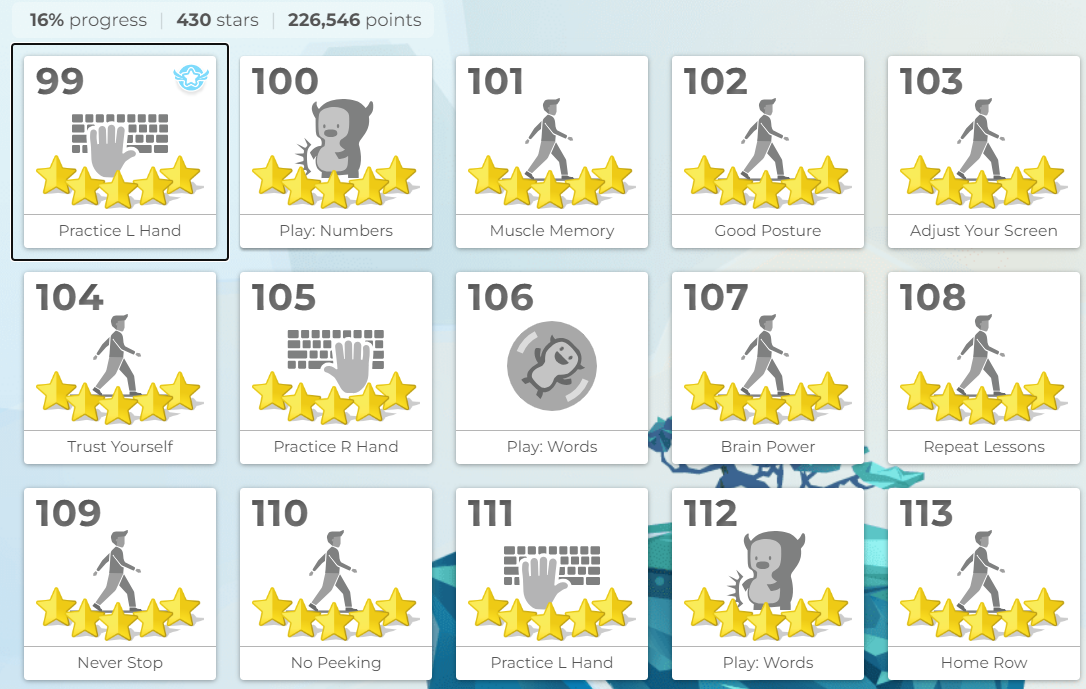 16% progress | 430 stars | 226,546 points
99
Practice L Hand
100
Play: Numbers
101
Muscle Memory
102
Good Posture
103
Adjust Your Screen
104
Trust Yourself
105
Practice R Hand
106
Play: Words
107
Brain Power
108
Repeat Lessons
109
Never Stop
110
No Peeking
111
Practice L Hand
112
Play: Words
113
Home Row